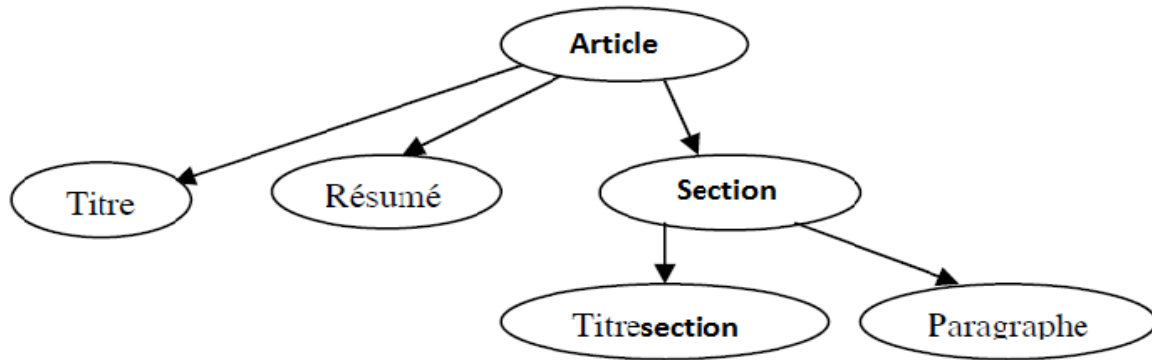 Article
Titre
Résumé
Section
Titresection
Paragraphe